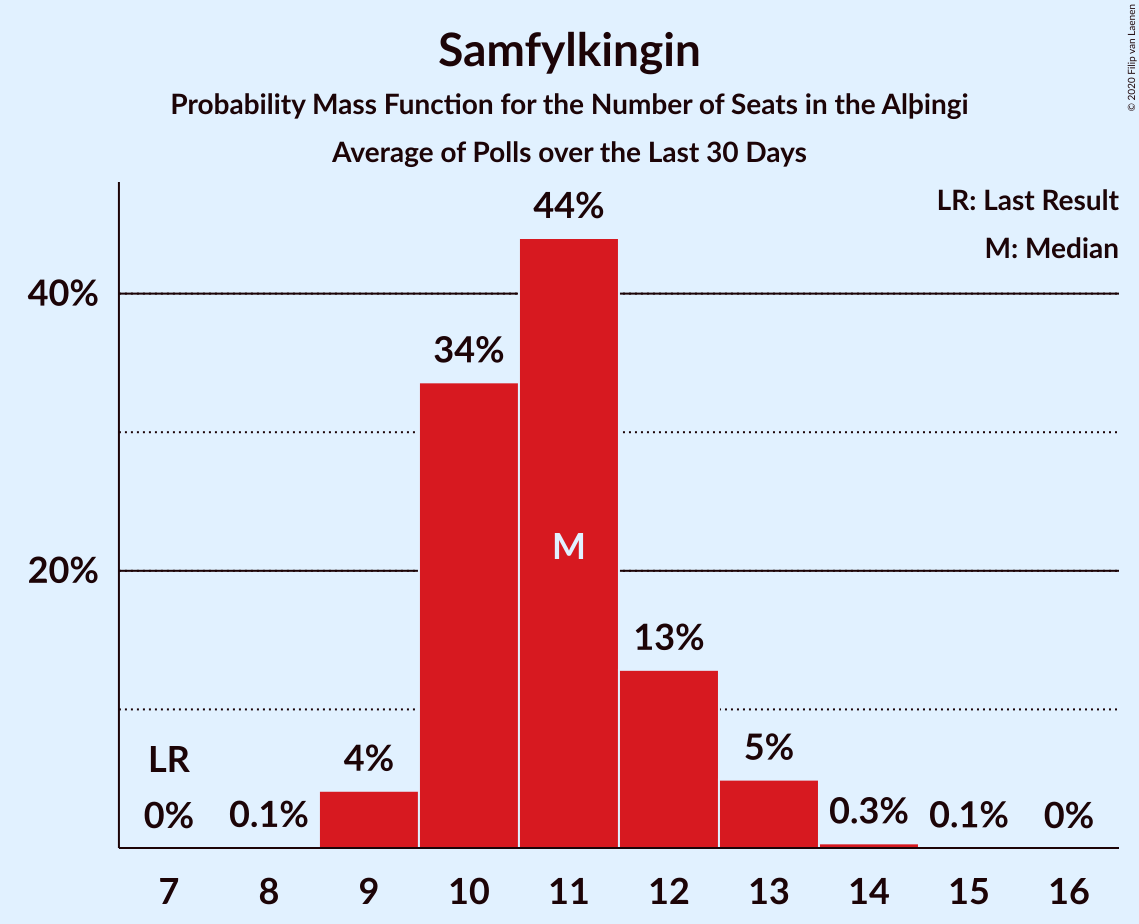 Samfylkingin
Probability Mass Function for the Number of Seats in the Alþingi
Average of Polls over the Last 30 Days
© 2020 Filip van Laenen
LR: Last Result
M: Median
44%
40%
34%
M
20%
13%
LR
4%
5%
0%
0.1%
0.3%
0.1%
0%
7 8 9 10 11 12 13 14 15 16